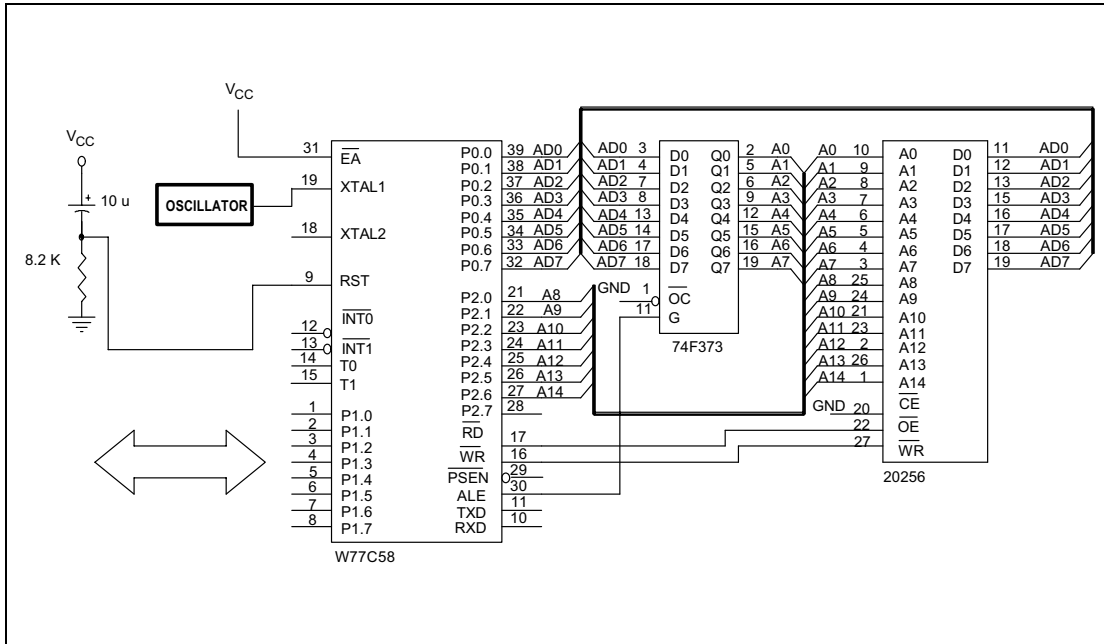 VCC
VCC
10 u
8.2 K
OSCILLATOR
31 EA
19 XTAL1
18 XTAL2
9 RST
12 INT0
13 INT1
14 T0
15 T1
1 P1.0
2 P1.1
3 P1.2
4 P1.3
5 P1.4
6 P1.5
7 P1.6
8 P1.7
P0.0 39 AD0
P0.1 38 AD1
P0.2 37 AD2
P0.3 36 AD3
P0.4 35 AD4
P0.5 34 AD5
P0.6 33 AD6
P0.7 32 AD7
P2.0 21 A8
P2.1 22 A9
P2.2 23 A10
P2.3 24 A11
P2.4 25 A12
P2.5 26 A13
P2.6 27 A14
P2.7 28
RD 17
WR 16
PSEN 29
ALE 30
TXD 11
RXD 10
W77C58
AD0 3 D0 Q0 2 A0
AD1 4 D1 Q1 5 A1
AD2 7 D2 Q2 6 A2
AD3 8 D3 Q3 9 A3
AD4 13 D4 Q4 12 A4
AD5 14 D5 Q5 15 A5
AD6 17 D6 Q6 16 A6
AD7 18 D7 Q7 19 A7
GND 1 OC
11 G
74F373
A0 10 A0 D0 11 AD0
A1 9 A1 D1 12 AD1
A2 8 A2 D2 13 AD2
A3 7 A3 D3 15 AD3
A4 6 A4 D4 16 AD4
A5 5 A5 D5 17 AD5
A6 4 A6 D6 18 AD6
A7 3 A7 D7 19 AD7
A8 25 A8
A9 24 A9
A10 21 A10
A11 23 A11
A12 2 A12
A13 26 A13
A14 1 A14
GND 20 CE
22 OE
27 WR
20256